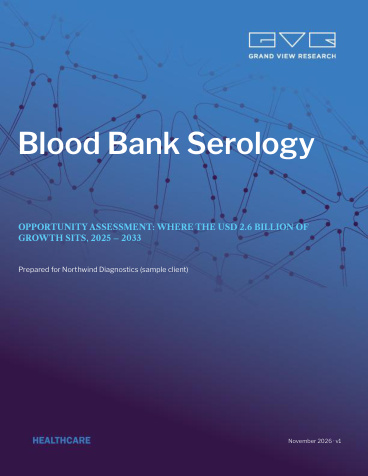 GRAND VIEW RESEARCH
Blood Bank Serology
OPPORTUNITY ASSESSMENT: WHERE THE USD 2.6 BILLION OF
GROWTH SITS, 2025 – 2033
Prepared for Northwind Diagnostics (sample client)
HEALTHCARE
November 2026 · v1